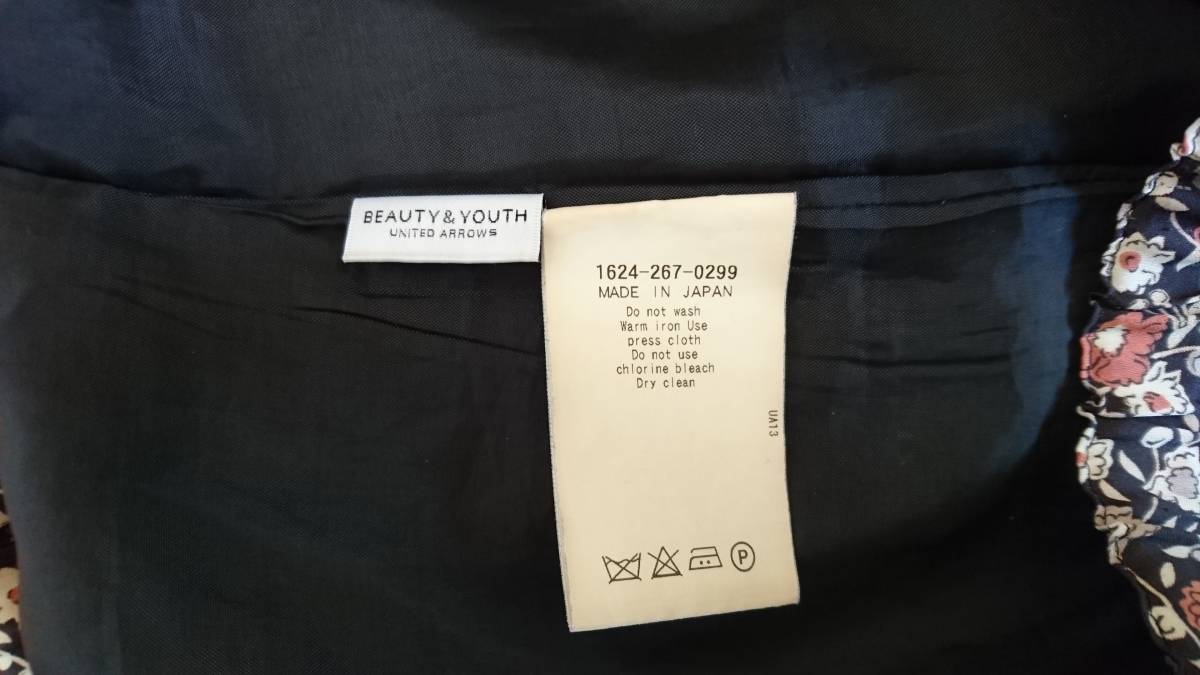 BEAUTY&YOUTH
UNITED ARROWS
1624-267-0299
MADE IN JAPAN
Do not wash
Warm iron Use
press cloth
Do not use
chlorine bleach
Dry clean
UA13
P